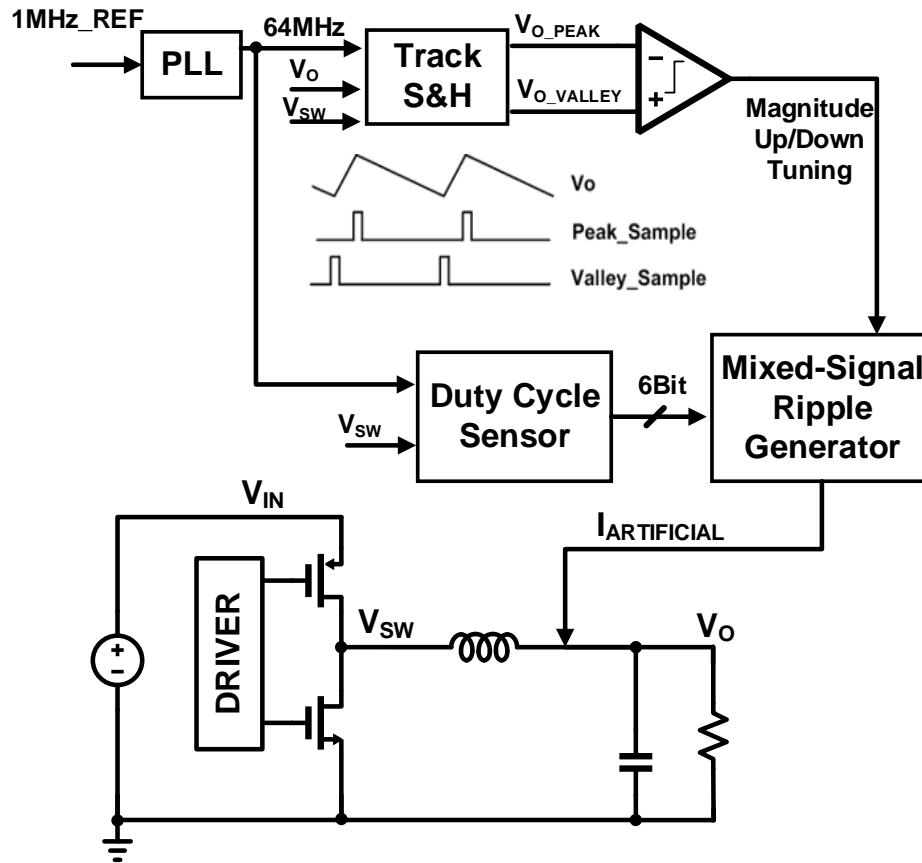 1MHz_REF
PLL
64MHz
VO
VSW
Track
S&H
VO_PEAK
VO_VALLEY
−
+
Magnitude
Up/Down
Tuning
Vo
Peak_Sample
Valley_Sample
VSW
Duty Cycle
Sensor
6Bit
Mixed-Signal
Ripple
Generator
IARTIFICIAL
VIN
DRIVER
VSW
VO
+
-